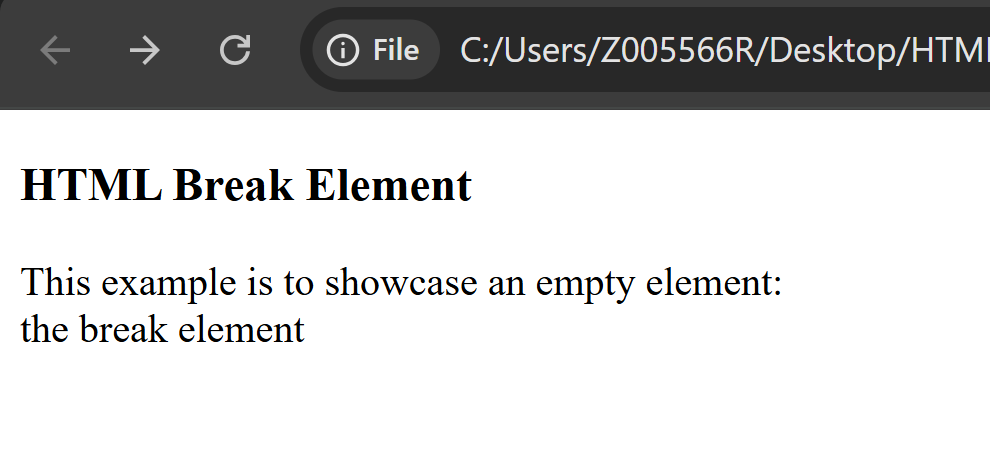 File C:/Users/Z005566R/Desktop/HTML
HTML Break Element
This example is to showcase an empty element:
the break element